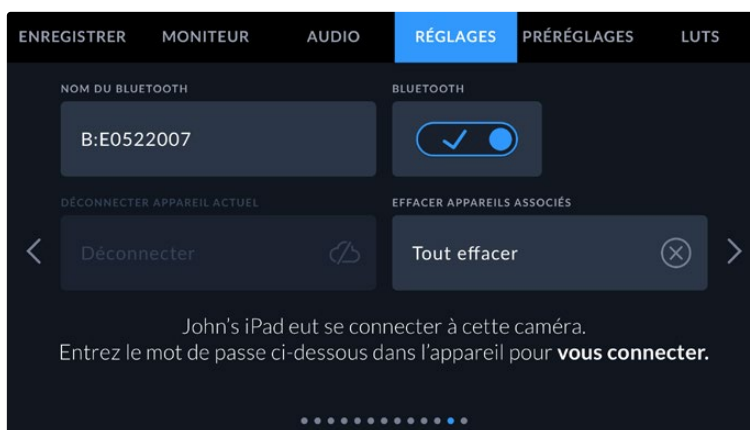 ENREGISTRER MONITEUR AUDIO RÉGLAGES PRÉRÉGLAGES LUTS
NOM DU BLUETOOTH BLUETOOTH
B:E0522007
DÉCONNECTER APPAREIL ACTUEL EFFACER APPAREILS ASSOCIÉS
Déconnecter Tout effacer
John's iPad eut se connecter à cette caméra.
Entrez le mot de passe ci-dessous dans l'appareil pour vous connecter.